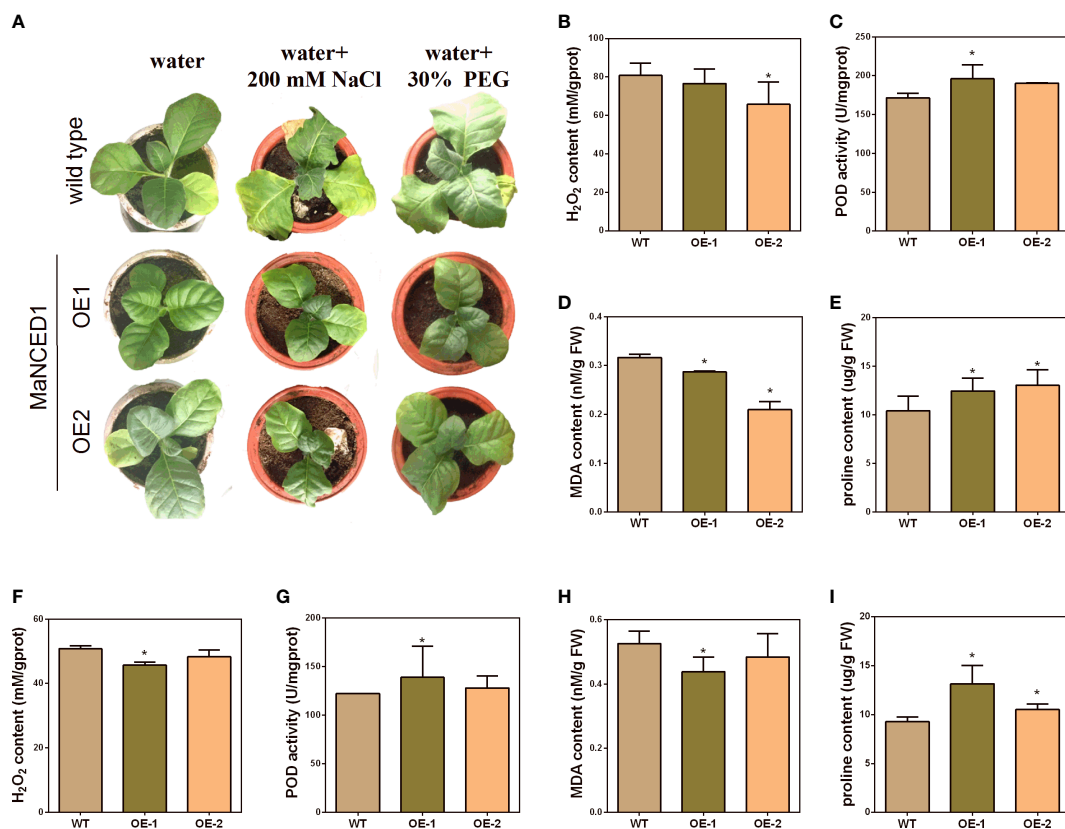 A
water
water+
200 mM NaCl
water+
30% PEG
wild type
MaNCED1
OE1
OE2
B
H₂O₂ content (mM/gprot)
80
60
40
20
0
WT
OE-1
OE-2
*
C
POD activity (U/mgprot)
250
200
150
100
50
0
WT
OE-1
OE-2
*
D
MDA content (nM/g FW)
0.4
0.3
0.2
0.1
0.0
WT
OE-1
OE-2
*
*
E
proline content (ug/g FW)
20
15
10
5
0
WT
OE-1
OE-2
*
*
F
H₂O₂ content (mM/gprot)
60
40
20
0
WT
OE-1
OE-2
*
G
POD activity (U/mgprot)
200
150
100
50
0
WT
OE-1
OE-2
*
H
MDA content (nM/g FW)
0.6
0.4
0.2
0.0
WT
OE-1
OE-2
*
I
proline content (ug/g FW)
20
15
10
5
0
WT
OE-1
OE-2
*
*